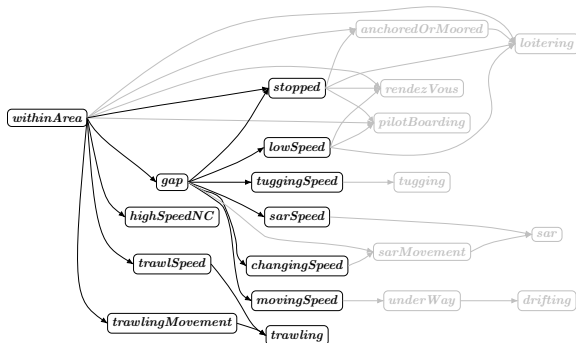 anchoredOrMoored
loitering
stopped
rendezVous
withinArea
pilotBoarding
lowSpeed
gap
tuggingSpeed
tugging
highSpeedNC
sarSpeed
sar
sarMovement
trawlSpeed
changingSpeed
movingSpeed
underWay
drifting
trawlingMovement
trawling